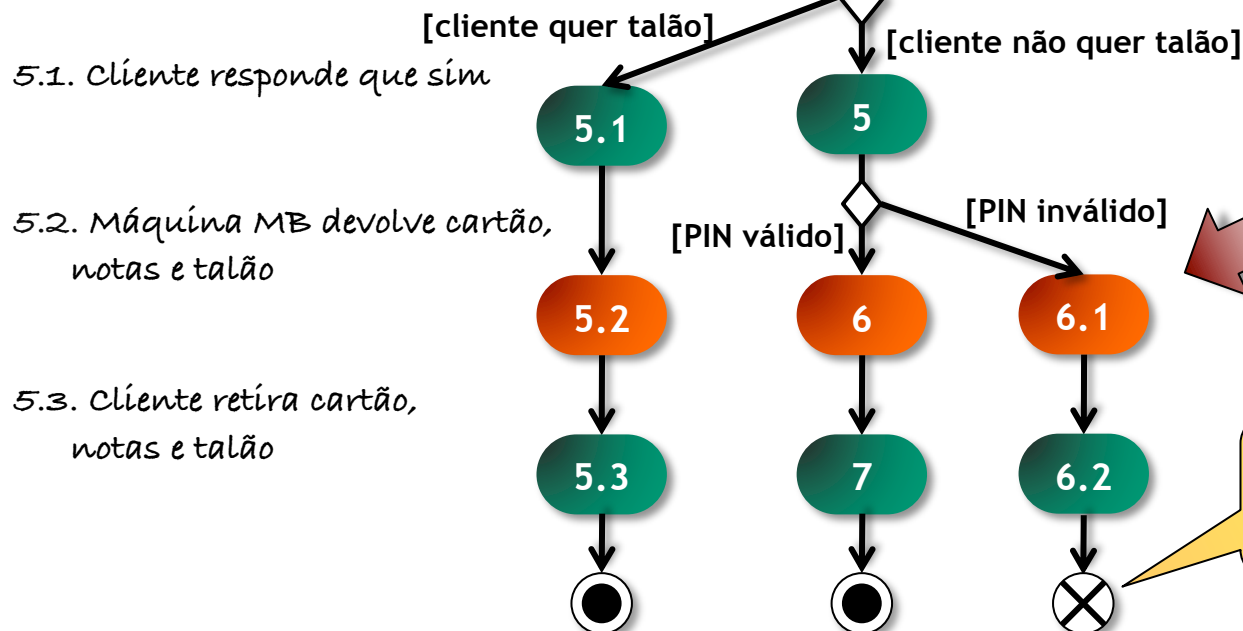 [cliente quer talão]
[cliente não quer talão]
5.1. Cliente responde que sim
5.1
5
5.2. Máquina MB devolve cartão,
notas e talão
[PIN válido]
[PIN inválido]
5.2
6
6.1
5.3. Cliente retira cartão,
notas e talão
5.3
7
6.2